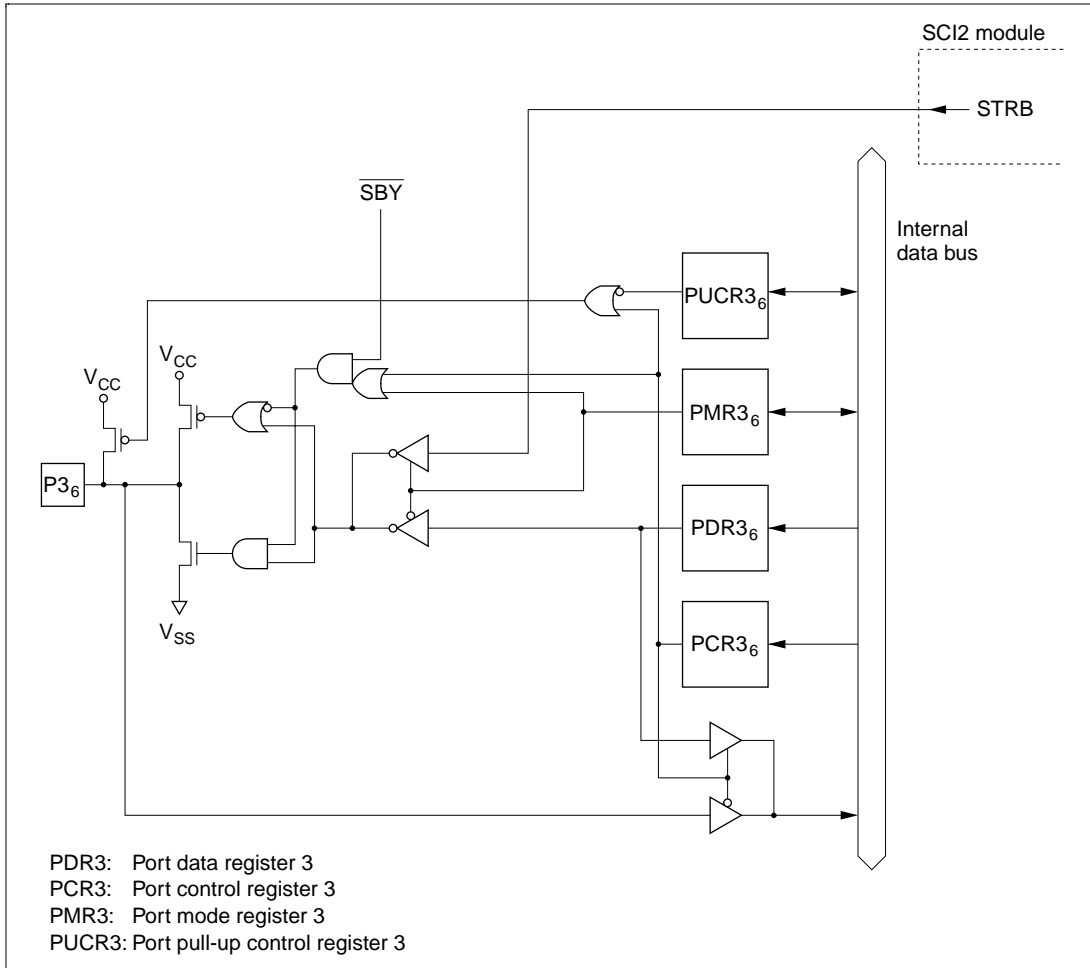 SCI2 module
STRB
SBY
Internal
data bus
PUCR3₆
V_CC
V_CC
PMR3₆
P3₆
PDR3₆
V_SS
PCR3₆
PDR3: Port data register 3
PCR3: Port control register 3
PMR3: Port mode register 3
PUCR3: Port pull-up control register 3